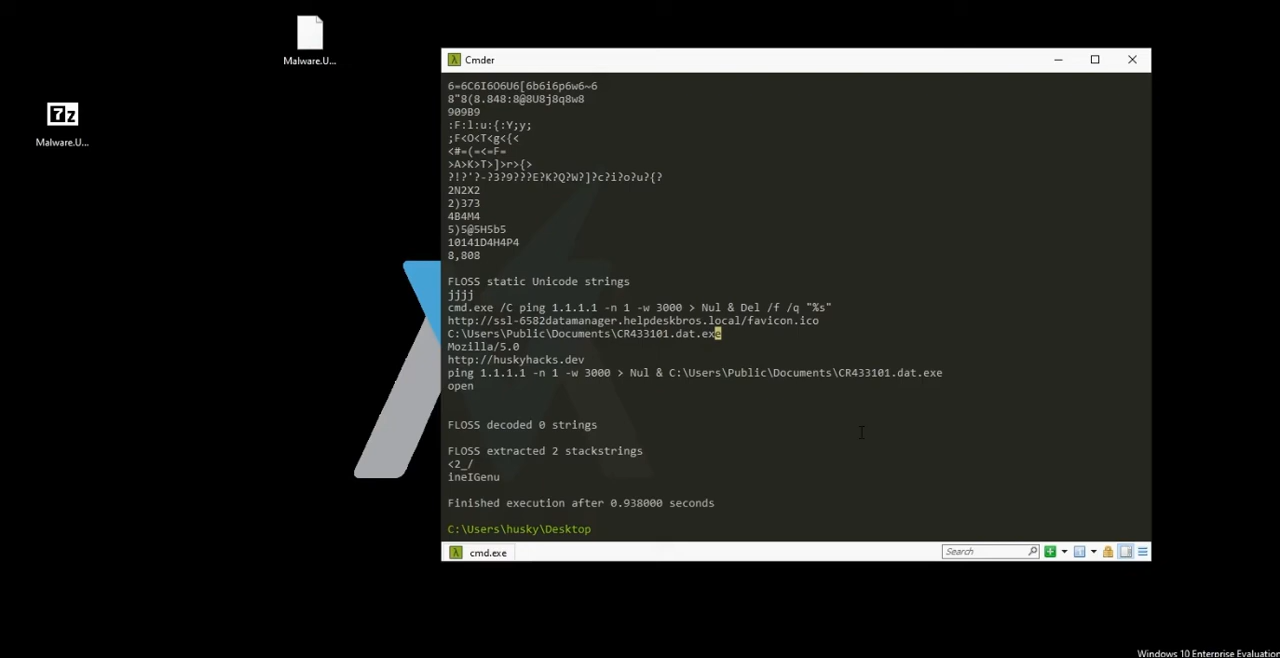 Malware.U...
7z
Malware.U...
Cmder
6=6C6I6O6U6[6b6i6p6w6~6
8"8(8.848:8@8U8j8q8w8
909B9
:F:l:u:{:Y;y;
;F<O<T<g<{<
<#=(=<=F=
>A>K>T>]>r>{>
?!?'?-?3?9???E?K?Q?W?]?c?i?o?u?{?
2N2X2
2)373
4B4M4
5)5@5H5b5
10141D4H4P4
8,808
FLOSS static Unicode strings
jjjj
cmd.exe /C ping 1.1.1.1 -n 1 -w 3000 > Nul & Del /f /q "%s"
http://ssl-6582datamanager.helpdeskbros.local/favicon.ico
C:\Users\Public\Documents\CR433101.dat.exe
Mozilla/5.0
http://huskyhacks.dev
ping 1.1.1.1 -n 1 -w 3000 > Nul & C:\Users\Public\Documents\CR433101.dat.exe
open
FLOSS decoded 0 strings
FLOSS extracted 2 stackstrings
<2_/
ineIGenu
Finished execution after 0.938000 seconds
C:\Users\husky\Desktop
cmd.exe
Search
Windows 10 Enterprise Evaluation